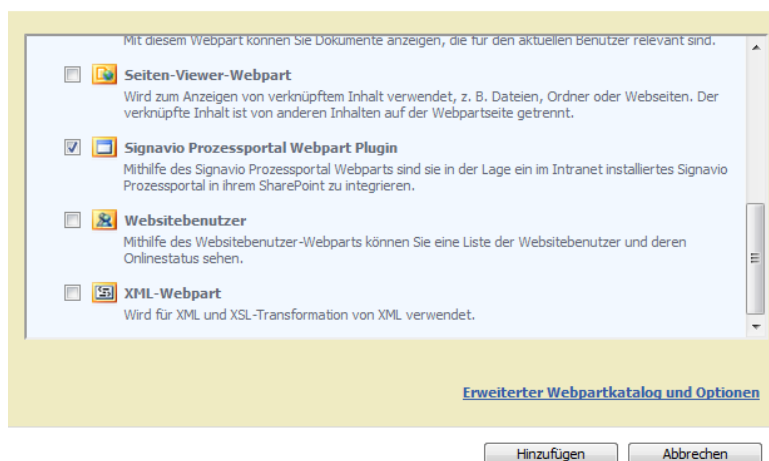 Mit diesem Webpart können Sie Dokumente anzeigen, die für den aktuellen Benutzer relevant sind.
Seiten-Viewer-Webpart
Wird zum Anzeigen von verknüpftem Inhalt verwendet, z. B. Dateien, Ordner oder Webseiten. Der
verknüpfte Inhalt ist von anderen Inhalten auf der Webpartseite getrennt.
Signavio Prozessportal Webpart Plugin
Mithilfe des Signavio Prozessportal Webparts sind sie in der Lage ein im Intranet installiertes Signavio
Prozessportal in ihrem SharePoint zu integrieren.
Websitebenutzer
Mithilfe des Websitebenutzer-Webparts können Sie eine Liste der Websitebenutzer und deren
Onlinestatus sehen.
XML-Webpart
Wird für XML und XSL-Transformation von XML verwendet.
Erweiterter Webpartkatalog und Optionen
Hinzufügen Abbrechen